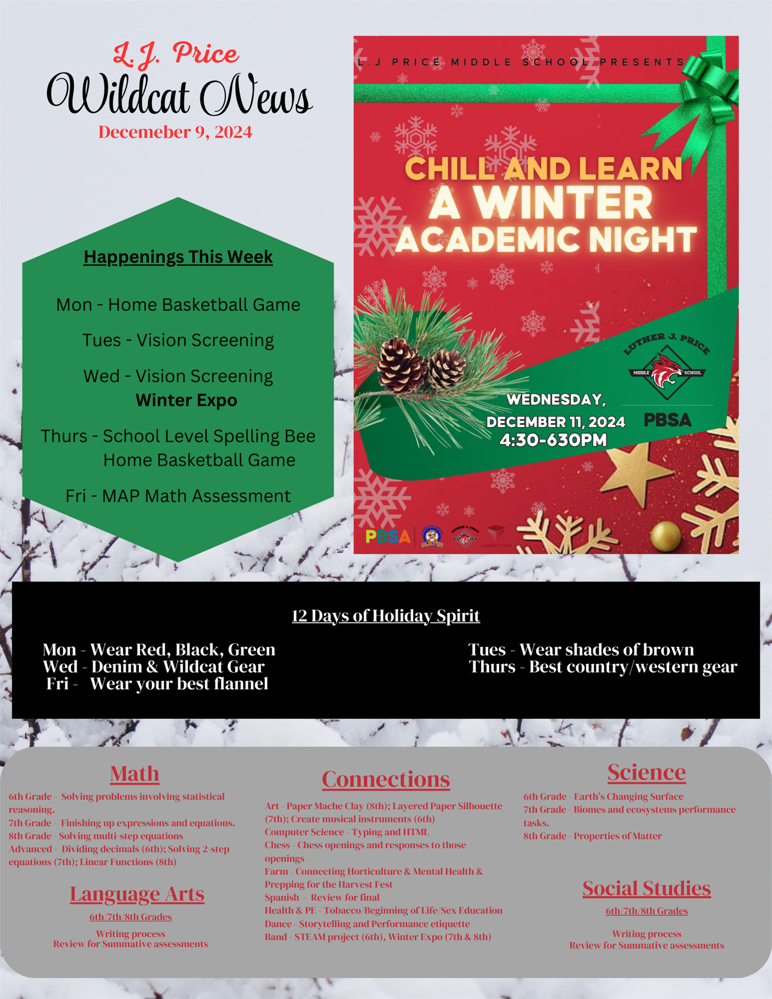 L.J. Price
Wildcat News
Decemeber 9, 2024
L.J PRICE MIDDLE SCHOOL PRESENTS
CHILL AND LEARN
A WINTER
ACADEMIC NIGHT
LUTHER J. PRICE
MIDDLE SCHOOL
PBSA
WEDNESDAY,
DECEMBER 11, 2024
4:30-630PM
PBSA
SLATER
LUTHER J. PRICE
CARVER STEAM
Happenings This Week
Mon - Home Basketball Game
Tues - Vision Screening
Wed - Vision Screening
Winter Expo
Thurs - School Level Spelling Bee
Home Basketball Game
Fri - MAP Math Assessment
12 Days of Holiday Spirit
Mon - Wear Red, Black, Green
Wed - Denim & Wildcat Gear
Fri - Wear your best flannel
Tues - Wear shades of brown
Thurs - Best country/western gear
Math
6th Grade - Solving problems involving statistical
reasoning.
7th Grade - Finishing up expressions and equations.
8th Grade - Solving multi-step equations
Advanced - Dividing decimals (6th); Solving 2-step
equations (7th); Linear Functions (8th)
Language Arts
6th/7th/8th Grades
Writing process
Review for Summative assessments
Connections
Art - Paper Mache Clay (8th); Layered Paper Silhouette
(7th); Create musical instruments (6th)
Computer Science - Typing and HTML
Chess - Chess openings and responses to those
openings
Farm - Connecting Horticulture & Mental Health &
Prepping for the Harvest Fest
Spanish - Review for final
Health & PE - Tobacco/Beginning of Life/Sex Education
Dance - Storytelling and Performance etiquette
Band - STEAM project (6th), Winter Expo (7th & 8th)
Science
6th Grade - Earth's Changing Surface
7th Grade - Biomes and ecosystems performance
tasks.
8th Grade - Properties of Matter
Social Studies
6th/7th/8th Grades
Writing process
Review for Summative assessments